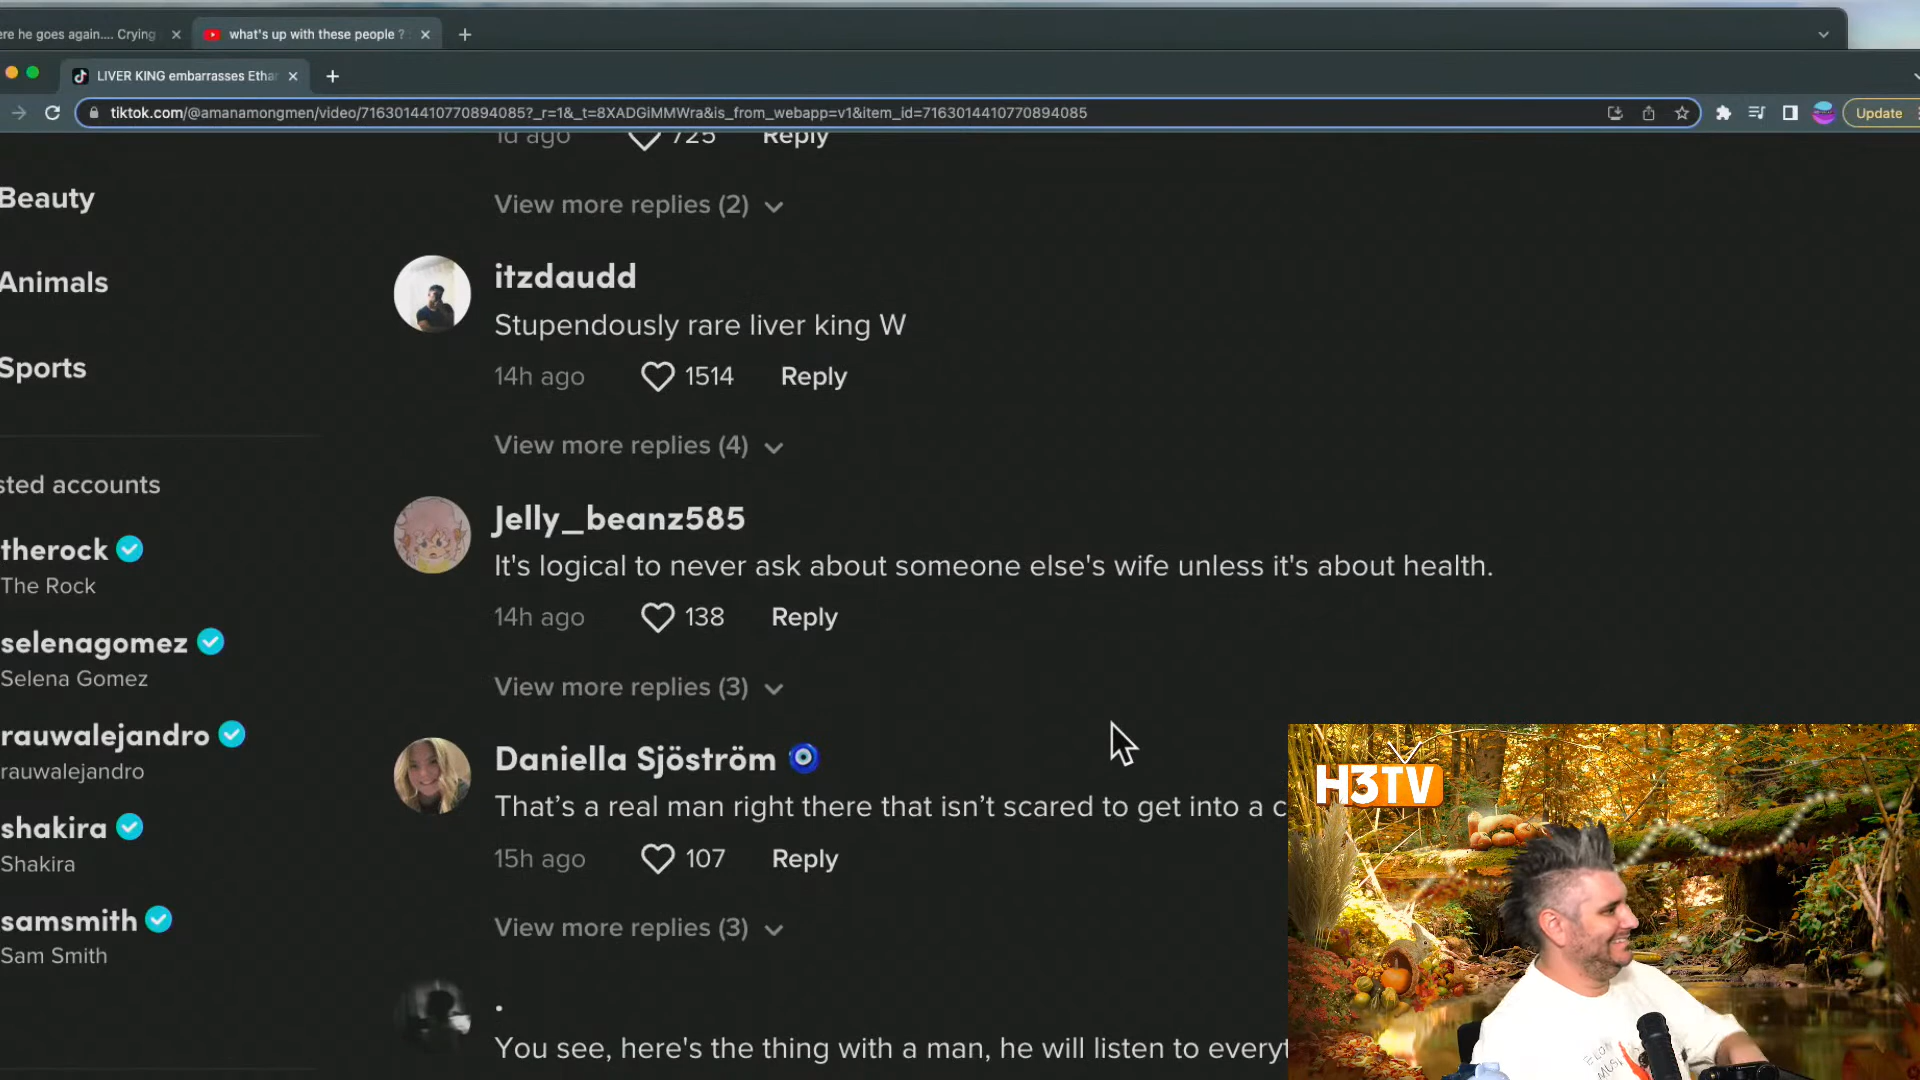 ere he goes again.... Crying
what's up with these people ?
LIVER KING embarrasses Ethan
tiktok.com/@amanamongmen/video/7163014410770894085?_r=1&_t=8XADGiMMWra&is_from_webapp=v1&item_id=7163014410770894085
Update
1d ago 725 Reply
View more replies (2)
Beauty
Animals
Sports
sted accounts
therock
The Rock
selenagomez
Selena Gomez
rauwalejandro
rauwalejandro
shakira
Shakira
samsmith
Sam Smith
itzdaudd
Stupendously rare liver king W
14h ago 1514 Reply
View more replies (4)
Jelly_beanz585
It's logical to never ask about someone else's wife unless it's about health.
14h ago 138 Reply
View more replies (3)
Daniella Sjöström
That's a real man right there that isn't scared to get into a c
15h ago 107 Reply
View more replies (3)
.
You see, here's the thing with a man, he will listen to everyt
H3TV